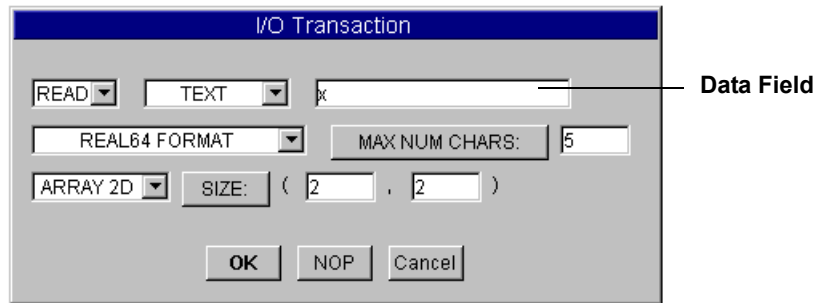 I/O Transaction
READ TEXT x Data Field
REAL64 FORMAT MAX NUM CHARS: 5
ARRAY 2D SIZE: ( 2 , 2 )
OK NOP Cancel